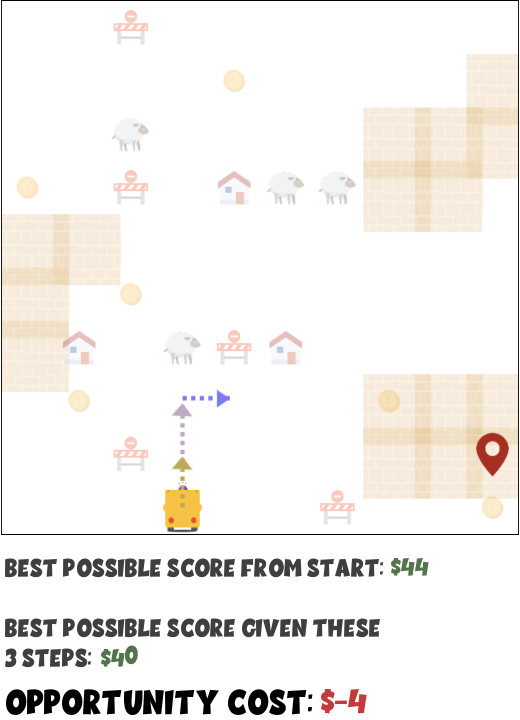 BEST POSSIBLE SCORE FROM START: $44
BEST POSSIBLE SCORE GIVEN THESE
3 STEPS: $40
OPPORTUNITY COST: $-4